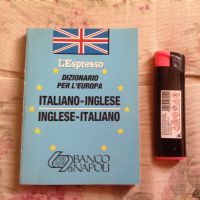 L'Espresso
DIZIONARIO
PER L'EUROPA
ITALIANO-INGLESE
INGLESE-ITALIANO
BANCO
di NAPOLI